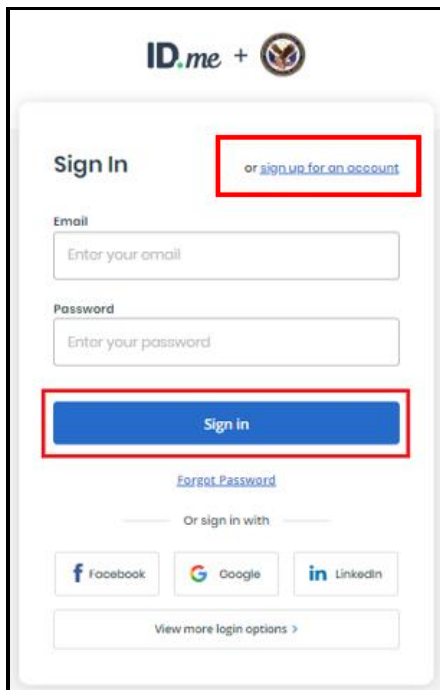 ID.me +
Sign In or sign up for an account
Email
Enter your email
Password
Enter your password
Sign in
Forgot Password
Or sign in with
Facebook Google LinkedIn
View more login options >